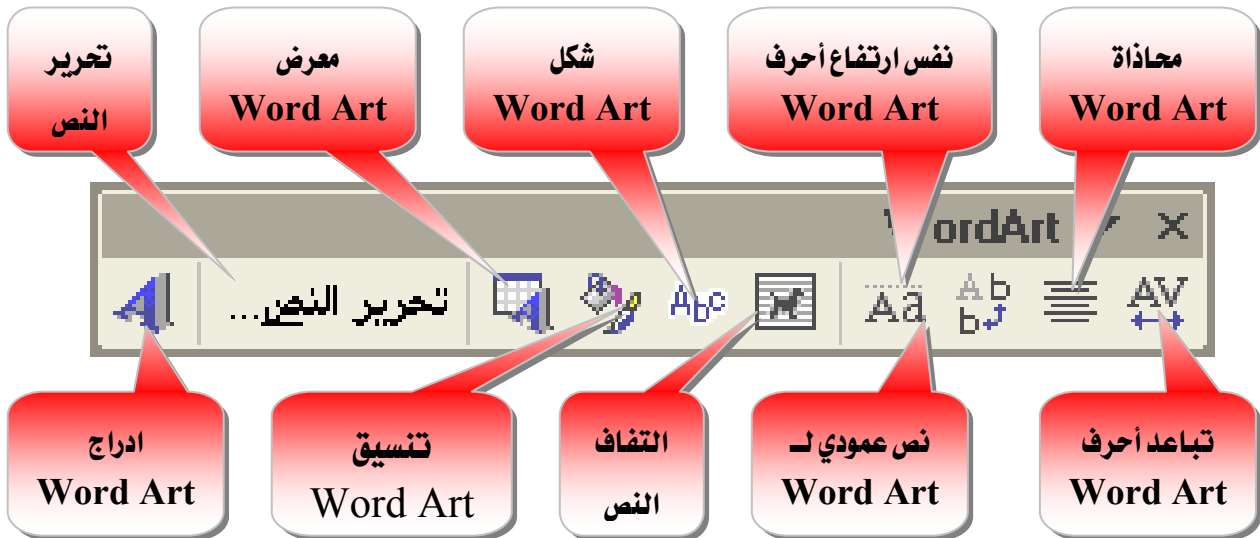 تحرير
النص
معرض
Word Art
شكل
Word Art
نفس ارتفاع أحرف
Word Art
محاذاة
Word Art
ordArt
تحرير النص...
Abc
Aa
Ab
b
AV
ادراج
Word Art
تنسيق
Word Art
التفاف
النص
نص عمودي لـ
Word Art
تباعد أحرف
Word Art